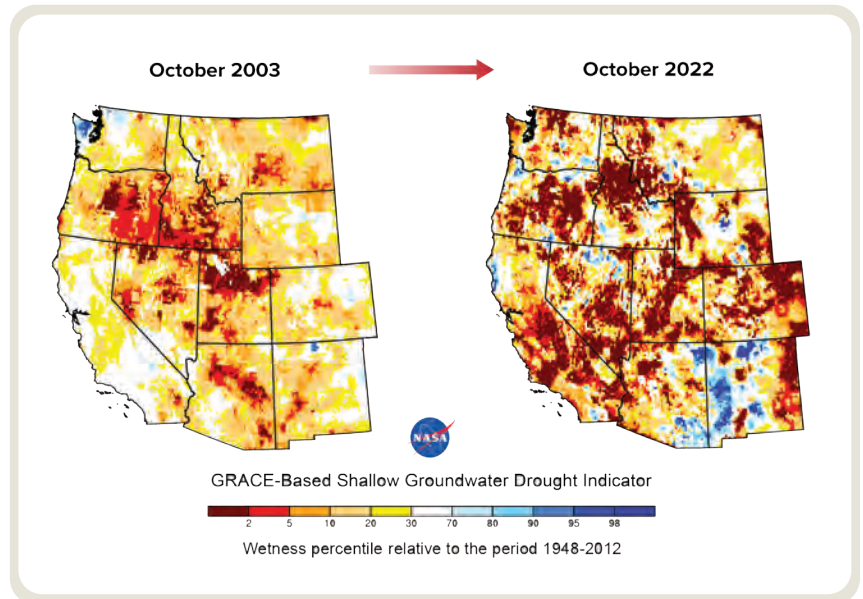 October 2003
October 2022
NASA
GRACE-Based Shallow Groundwater Drought Indicator
2 5 10 20 30 70 80 90 95 98
Wetness percentile relative to the period 1948-2012